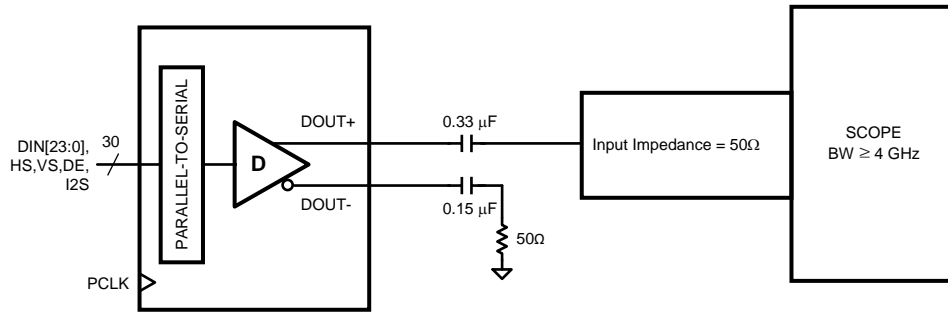 DIN[23:0],
HS,VS,DE,
I2S
30
PARALLEL-TO-SERIAL
D
PCLK
DOUT+
DOUT-
0.33 µF
0.15 µF
50Ω
Input Impedance = 50Ω
SCOPE
BW ≥ 4 GHz